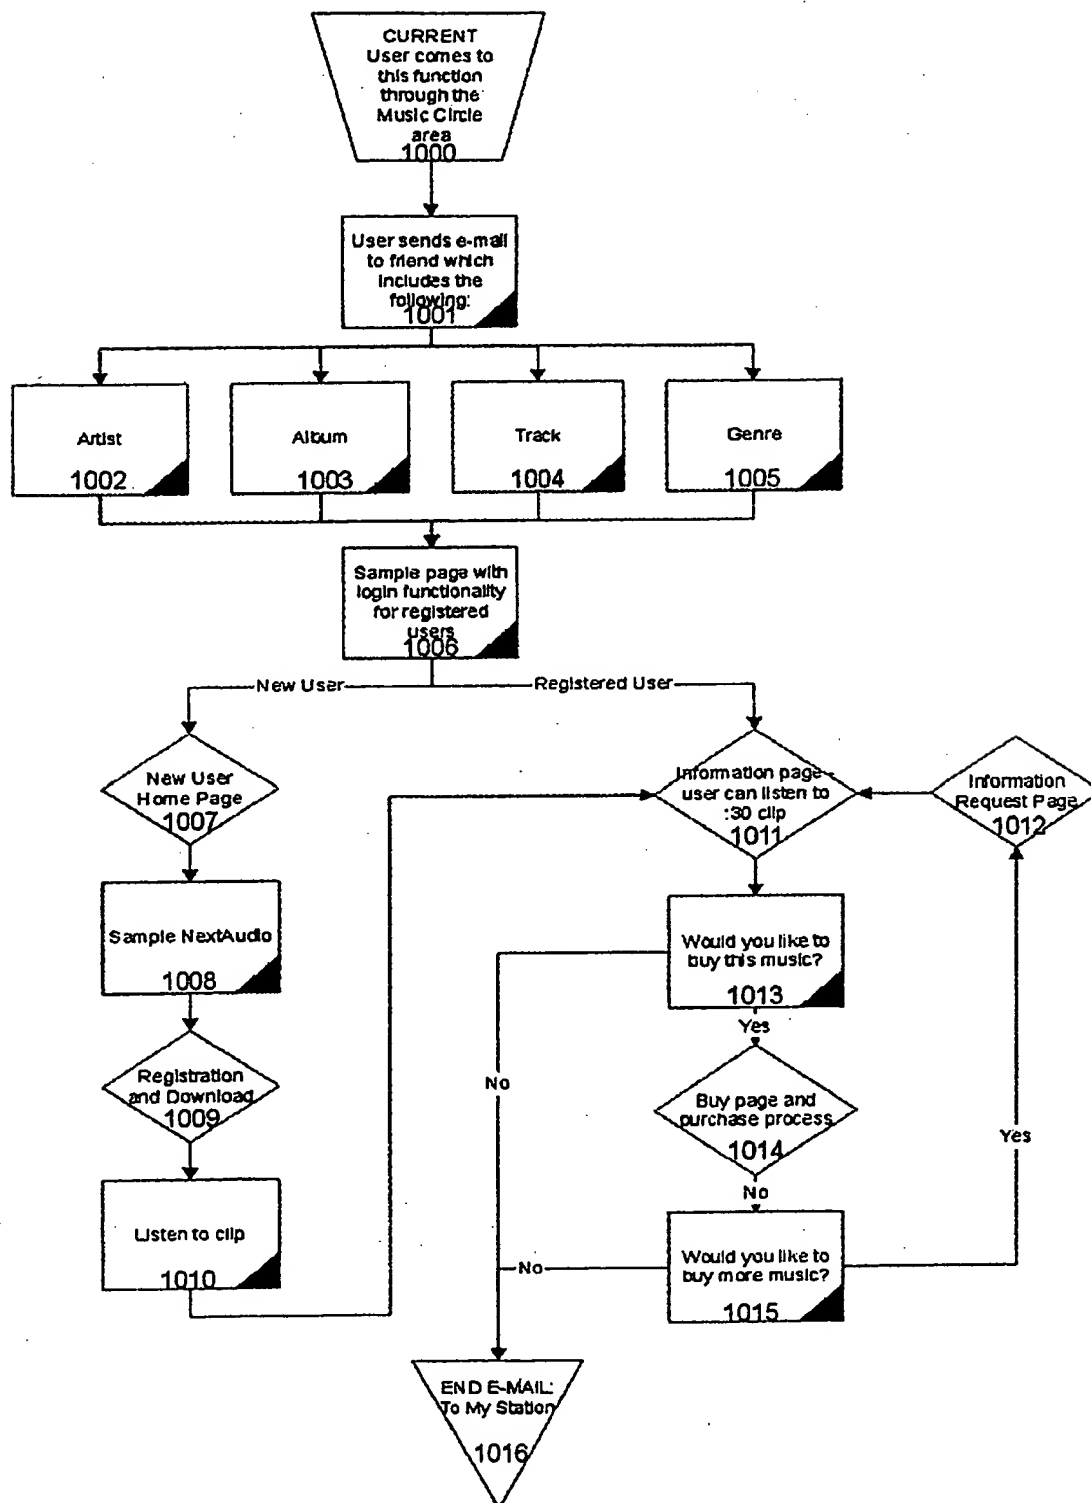 CURRENT
User comes to
this function
through the
Music Circle
area
1000
User sends e-mail
to friend which
includes the
following:
1001
Artist
1002
Album
1003
Track
1004
Genre
1005
Sample page with
login functionality
for registered
users
1006
New User
Registered User
New User
Home Page
1007
Information page -
user can listen to
:30 clip
1011
Information
Request Page
1012
Sample NextAudio
1008
Would you like to
buy this music?
1013
Yes
Registration
and Download
1009
No
Buy page and
purchase process
1014
Yes
No
Listen to clip
1010
Would you like to
buy more music?
1015
No
END E-MAIL:
To My Station
1016